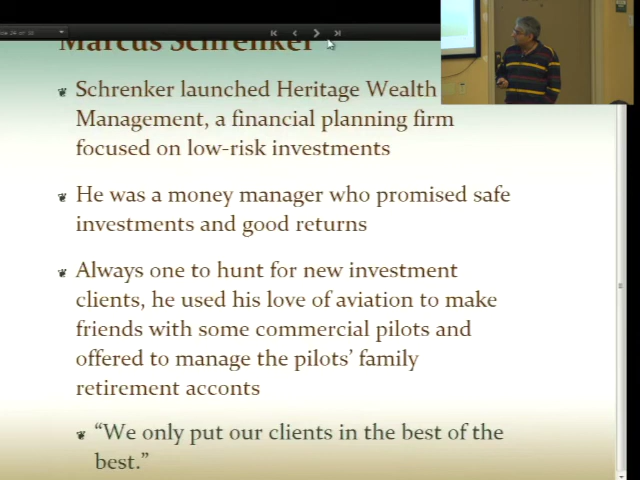 Marcus Schrenker
Schrenker launched Heritage Wealth
Management, a financial planning firm
focused on low-risk investments
He was a money manager who promised safe
investments and good returns
Always one to hunt for new investment
clients, he used his love of aviation to make
friends with some commercial pilots and
offered to manage the pilots’ family
retirement acconts
“We only put our clients in the best of the
best.”